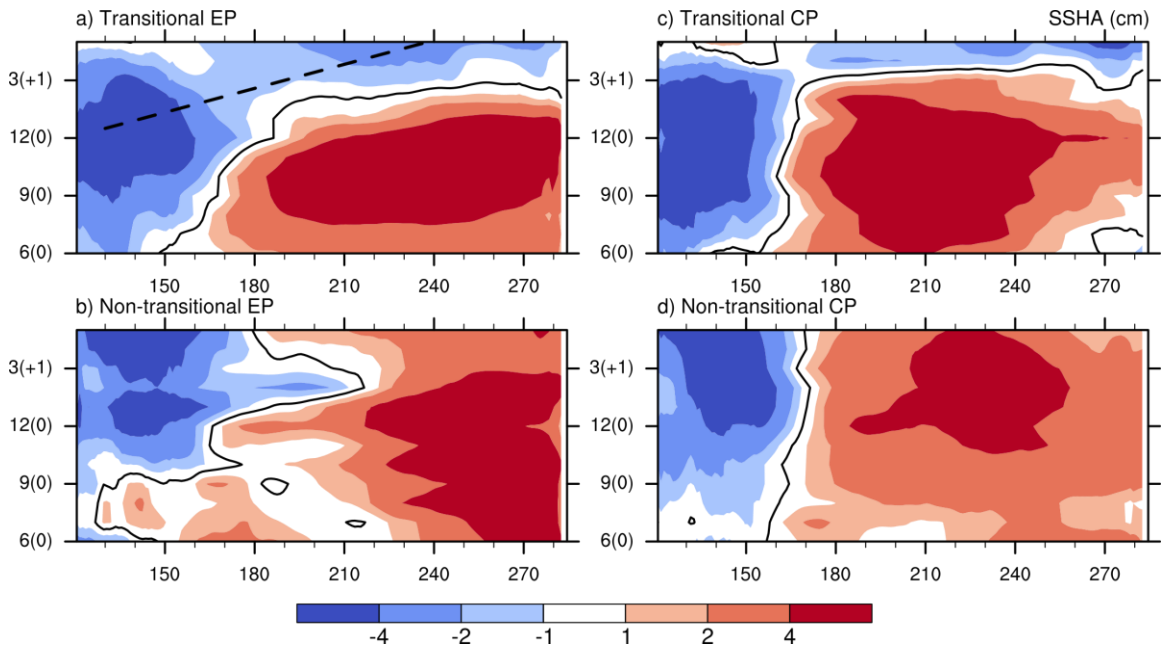 a) Transitional EP
c) Transitional CP
SSHA (cm)
3(+1)
12(0)
9(0)
6(0)
150 180 210 240 270
3(+1)
12(0)
9(0)
6(0)
150 180 210 240 270
b) Non-transitional EP
d) Non-transitional CP
3(+1)
12(0)
9(0)
6(0)
150 180 210 240 270
3(+1)
12(0)
9(0)
6(0)
150 180 210 240 270
-4 -2 -1 1 2 4